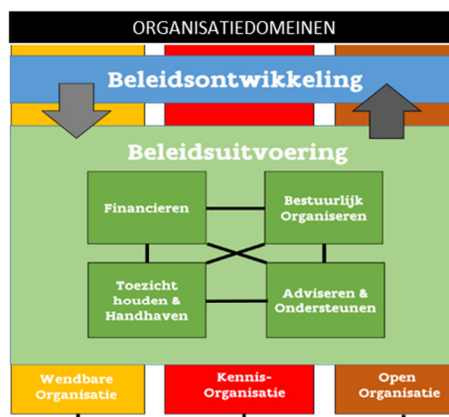 ORGANISATIEDOMEINEN
Beleidsontwikkeling
Beleidsuitvoering
Financieren
Bestuurlijk
Organiseren
Toezicht
houden &
Handhaven
Adviseren &
Ondersteunen
Wendbare
Organisatie
Kennis-
Organisatie
Open
Organisatie